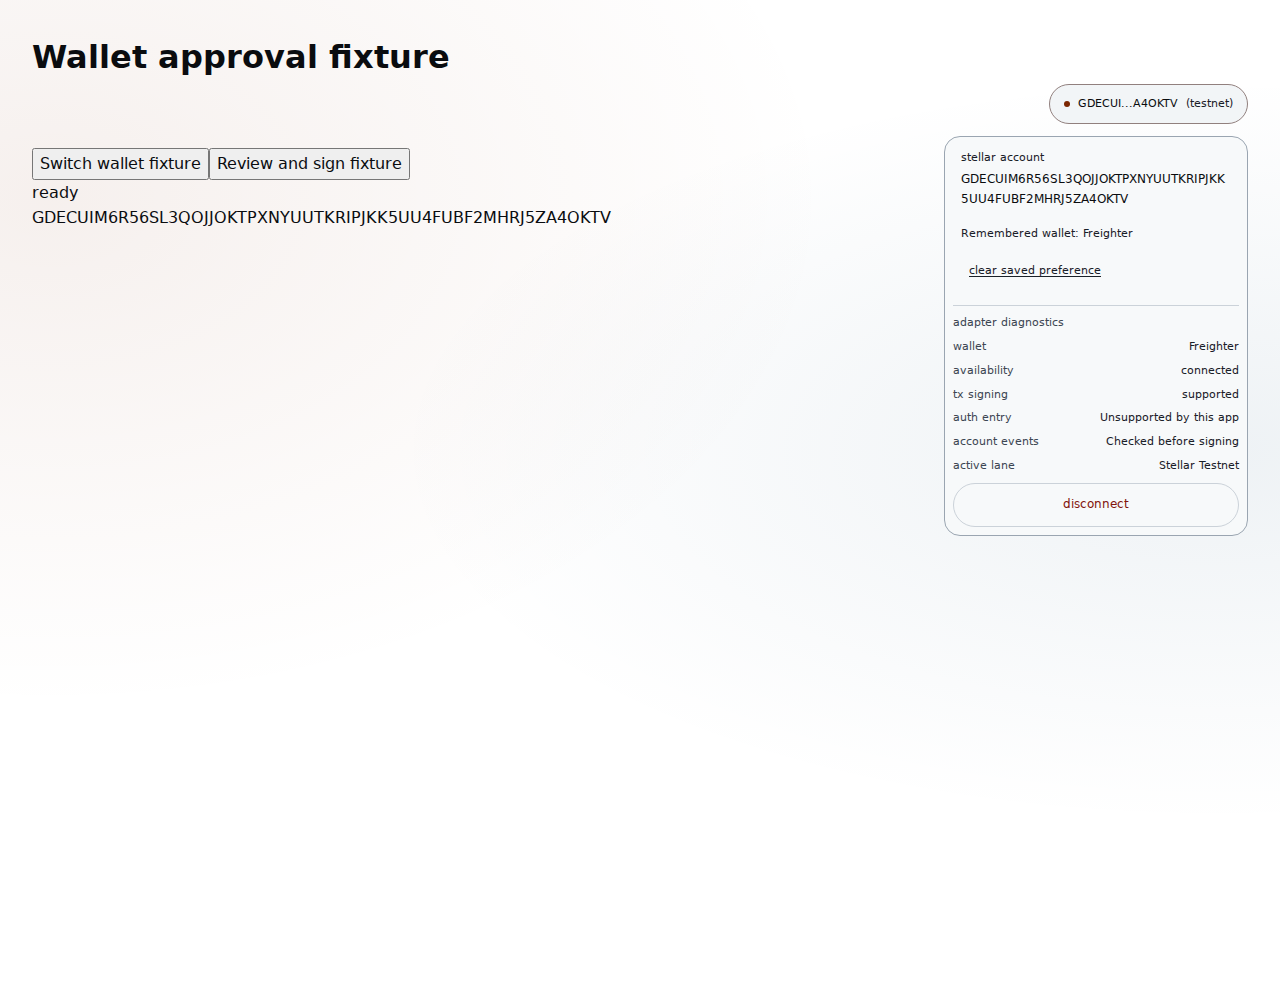 Wallet approval fixture
GDECUI...A4OKTV (testnet)
Switch wallet fixture Review and sign fixture
ready
GDECUIM6R56SL3QOJJOKTPXNYUUTKRIPJKK5UU4FUBF2MHRJ5ZA4OKTV
stellar account
GDECUIM6R56SL3QOJJOKTPXNYUUTKRIPJKK
5UU4FUBF2MHRJ5ZA4OKTV
Remembered wallet: Freighter
clear saved preference
adapter diagnostics
wallet Freighter
availability connected
tx signing supported
auth entry Unsupported by this app
account events Checked before signing
active lane Stellar Testnet
disconnect